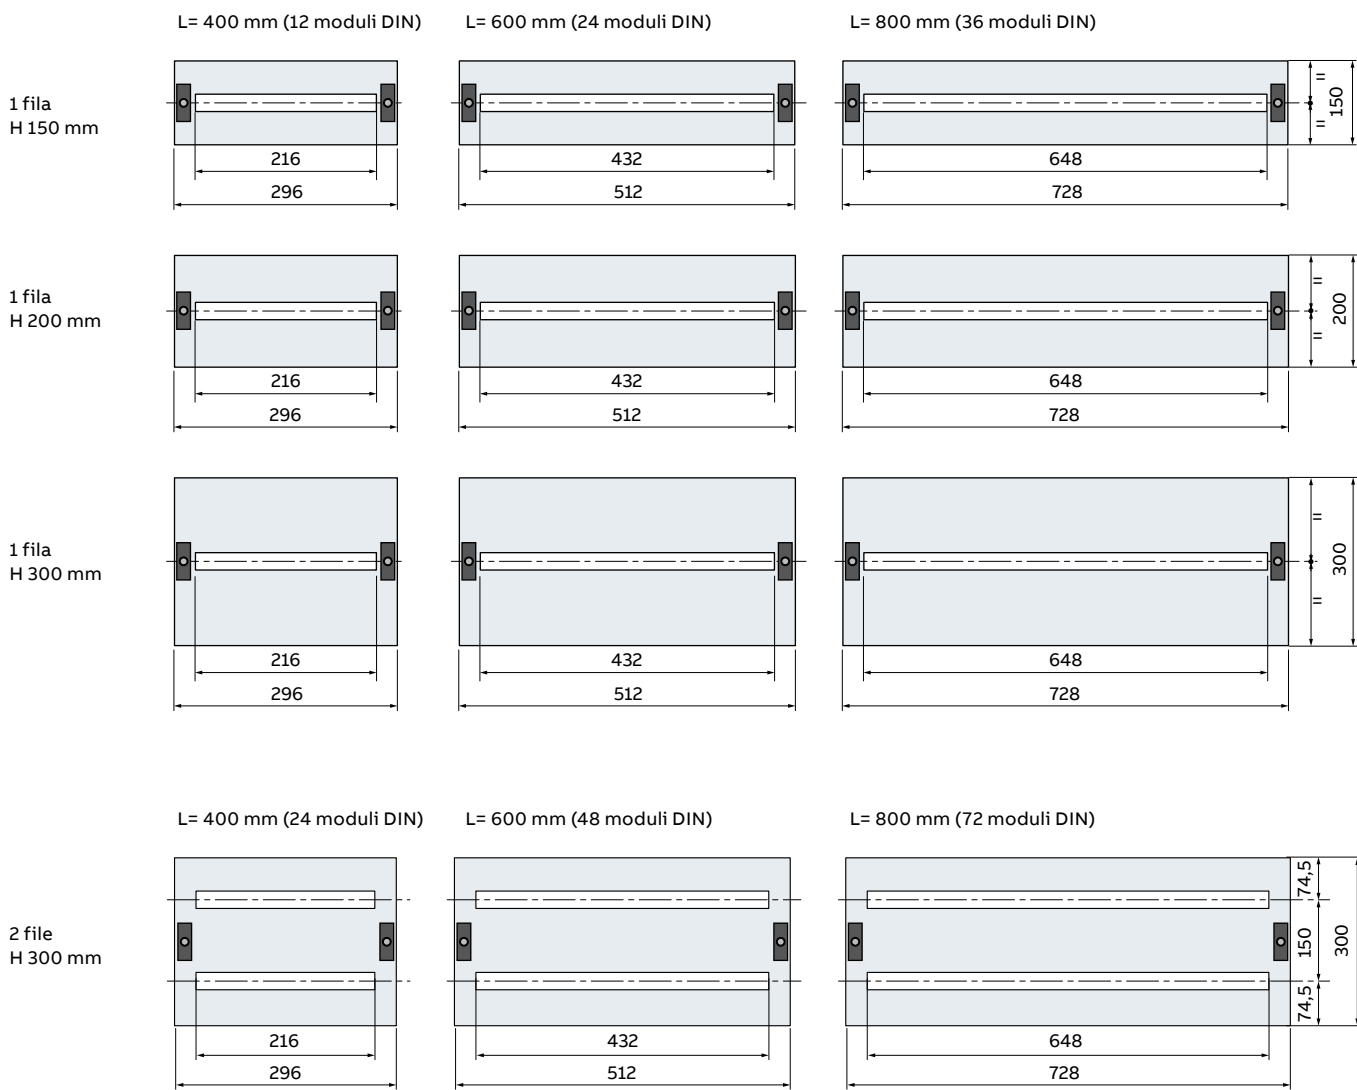 L= 400 mm (12 moduli DIN)
L= 600 mm (24 moduli DIN)
L= 800 mm (36 moduli DIN)
1 fila
H 150 mm
=
=
150
216
432
648
296
512
728
1 fila
H 200 mm
=
=
200
216
432
648
296
512
728
1 fila
H 300 mm
=
=
300
216
432
648
296
512
728
L= 400 mm (24 moduli DIN)
L= 600 mm (48 moduli DIN)
L= 800 mm (72 moduli DIN)
2 file
H 300 mm
74,5
150
74,5
300
216
432
648
296
512
728